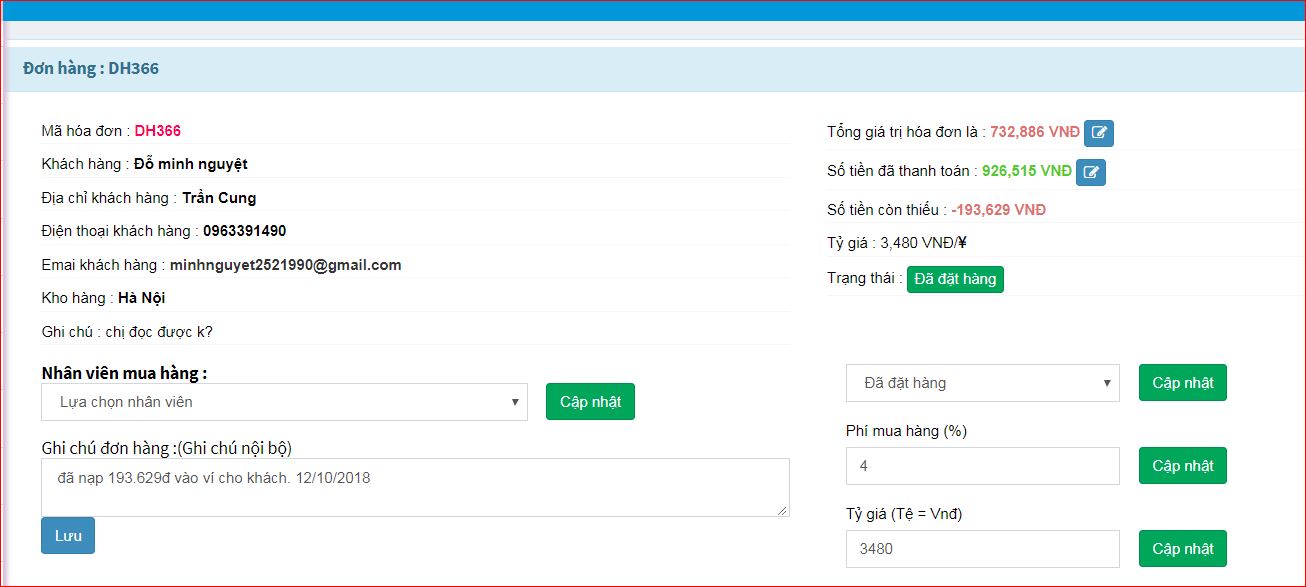 Đơn hàng : DH366
Mã hóa đơn : DH366
Khách hàng : Đỗ minh nguyệt
Địa chỉ khách hàng : Trần Cung
Điện thoại khách hàng : 0963391490
Emai khách hàng : minhnguyet2521990@gmail.com
Kho hàng : Hà Nội
Ghi chú : chị đọc được k?
Nhân viên mua hàng :
Lựa chọn nhân viên
Cập nhật
Ghi chú đơn hàng :(Ghi chú nội bộ)
đã nạp 193.629đ vào ví cho khách. 12/10/2018
Lưu
Tổng giá trị hóa đơn là : 732,886 VNĐ
Số tiền đã thanh toán : 926,515 VNĐ
Số tiền còn thiếu : -193,629 VNĐ
Tỷ giá : 3,480 VNĐ/¥
Trạng thái : Đã đặt hàng
Đã đặt hàng
Cập nhật
Phí mua hàng (%)
4
Cập nhật
Tỷ giá (Tệ = Vnđ)
3480
Cập nhật